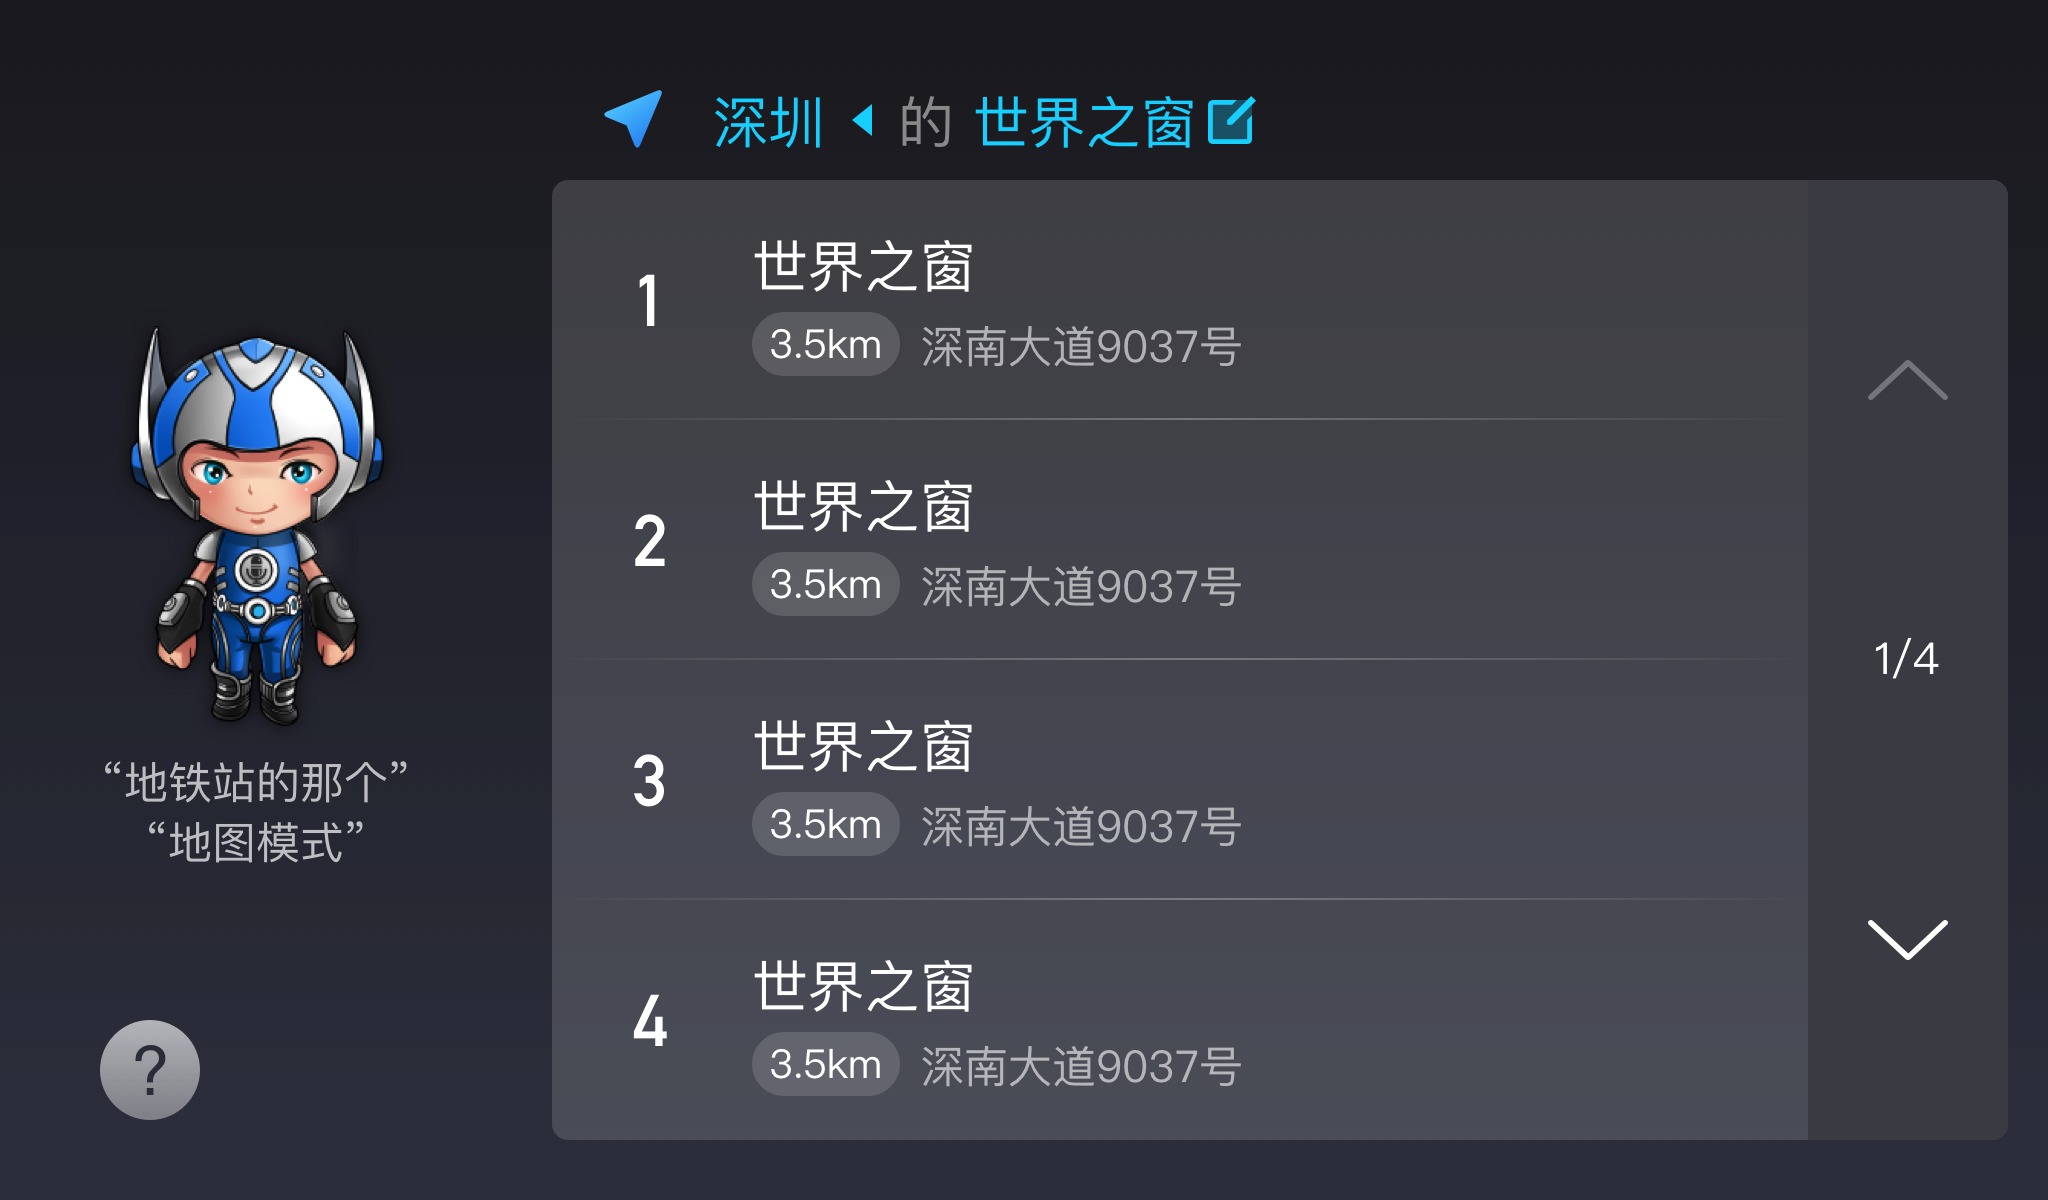 深圳 的 世界之窗
1
世界之窗
3.5km 深南大道9037号
2
世界之窗
3.5km 深南大道9037号
3
世界之窗
3.5km 深南大道9037号
4
世界之窗
3.5km 深南大道9037号
1/4
“地铁站的那个”
“地图模式”
?